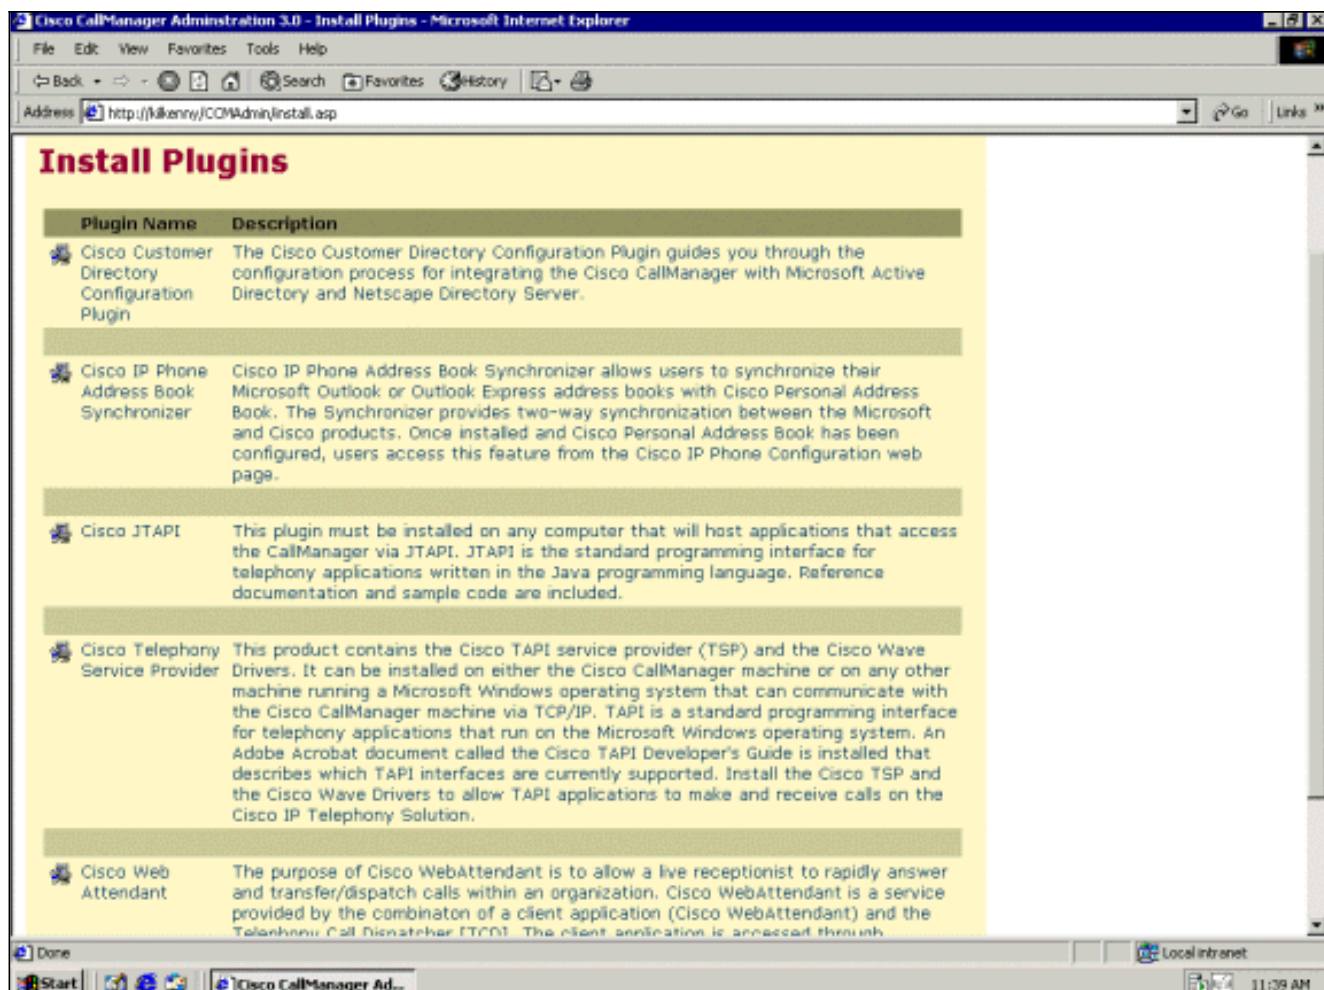 Cisco CallManager Adminstration 3.0 - Install Plugins - Microsoft Internet Explorer
File Edit View Favorites Tools Help
Back Search Favorites History
Address http://kilkenny/CCMAdmin/install.asp Go Links »
Install Plugins
Plugin Name Description
Cisco Customer Directory Configuration Plugin
The Cisco Customer Directory Configuration Plugin guides you through the
configuration process for integrating the Cisco CallManager with Microsoft Active
Directory and Netscape Directory Server.
Cisco IP Phone Address Book Synchronizer
Cisco IP Phone Address Book Synchronizer allows users to synchronize their
Microsoft Outlook or Outlook Express address books with Cisco Personal Address
Book. The Synchronizer provides two-way synchronization between the Microsoft
and Cisco products. Once installed and Cisco Personal Address Book has been
configured, users access this feature from the Cisco IP Phone Configuration web
page.
Cisco JTAPI
This plugin must be installed on any computer that will host applications that access
the CallManager via JTAPI. JTAPI is the standard programming interface for
telephony applications written in the Java programming language. Reference
documentation and sample code are included.
Cisco Telephony Service Provider
This product contains the Cisco TAPI service provider (TSP) and the Cisco Wave
Drivers. It can be installed on either the Cisco CallManager machine or on any other
machine running a Microsoft Windows operating system that can communicate with
the Cisco CallManager machine via TCP/IP. TAPI is a standard programming interface
for telephony applications that run on the Microsoft Windows operating system. An
Adobe Acrobat document called the Cisco TAPI Developer's Guide is installed that
describes which TAPI interfaces are currently supported. Install the Cisco TSP and
the Cisco Wave Drivers to allow TAPI applications to make and receive calls on the
Cisco IP Telephony Solution.
Cisco Web Attendant
The purpose of Cisco WebAttendant is to allow a live receptionist to rapidly answer
and transfer/dispatch calls within an organization. Cisco WebAttendant is a service
provided by the combinaton of a client application (Cisco WebAttendant) and the
Telephony Call Dispatcher [TCD]. The client application is accessed through
Done Local intranet
Start Cisco CallManager Ad... 11:39 AM